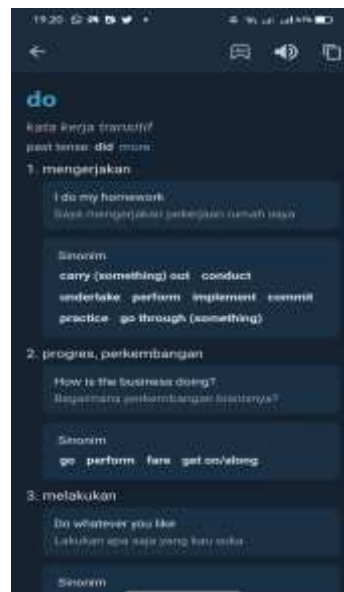 19.20
do
kata kerja transitif
past tense: did more
1. mengerjakan
I do my homework
Saya mengerjakan pekerjaan rumah saya
Sinonim
carry (something) out conduct
undertake perform implement commit
practice go through (something)
2. progres, perkembangan
How is the business doing?
Bagaimana perkembangan bisnisnya?
Sinonim
go perform fare get on/along
3. melakukan
Do whatever you like
Lakukan apa saja yang kau suka
Sinonim